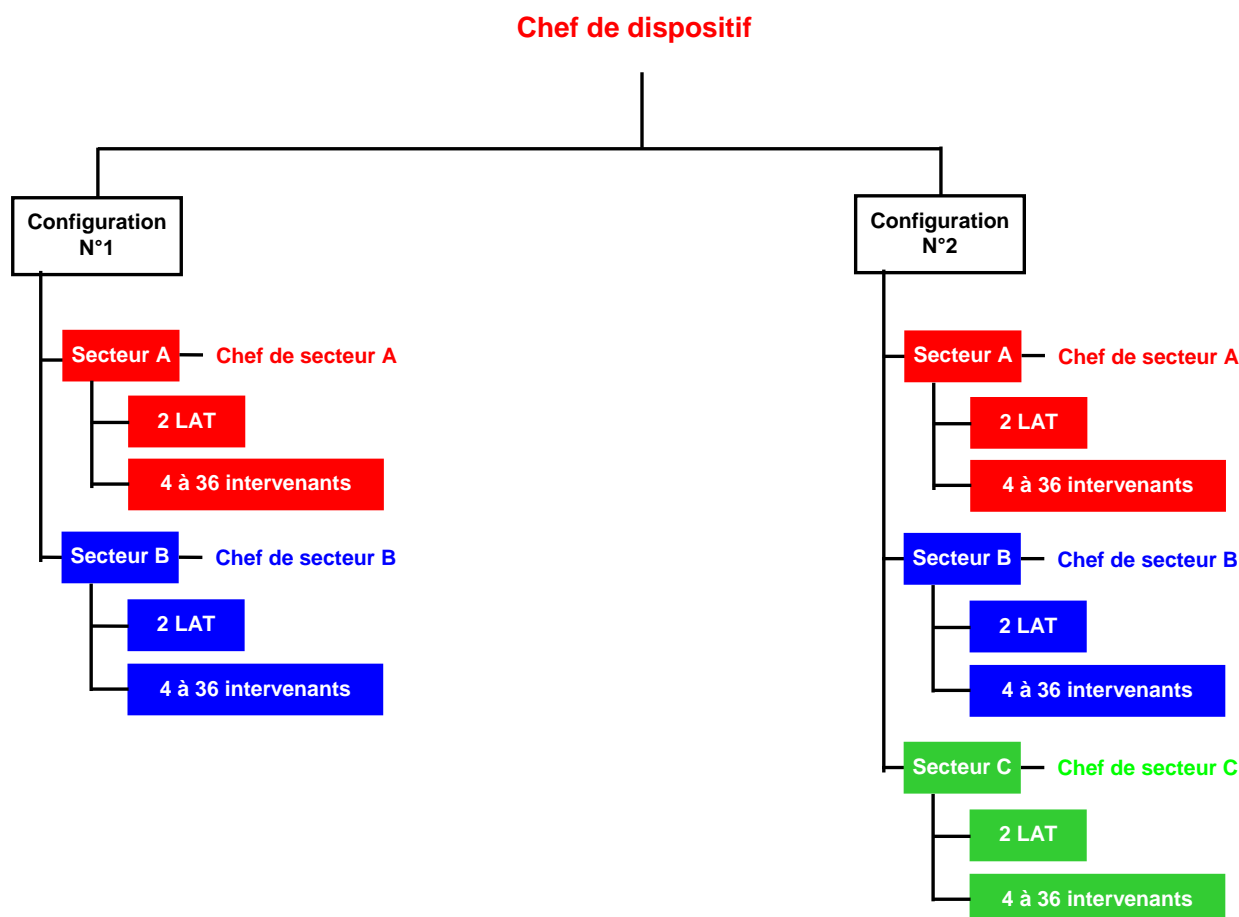 Chef de dispositif
Configuration
N°1
Secteur A
Chef de secteur A
2 LAT
4 à 36 intervenants
Secteur B
Chef de secteur B
2 LAT
4 à 36 intervenants
Configuration
N°2
Secteur A
Chef de secteur A
2 LAT
4 à 36 intervenants
Secteur B
Chef de secteur B
2 LAT
4 à 36 intervenants
Secteur C
Chef de secteur C
2 LAT
4 à 36 intervenants